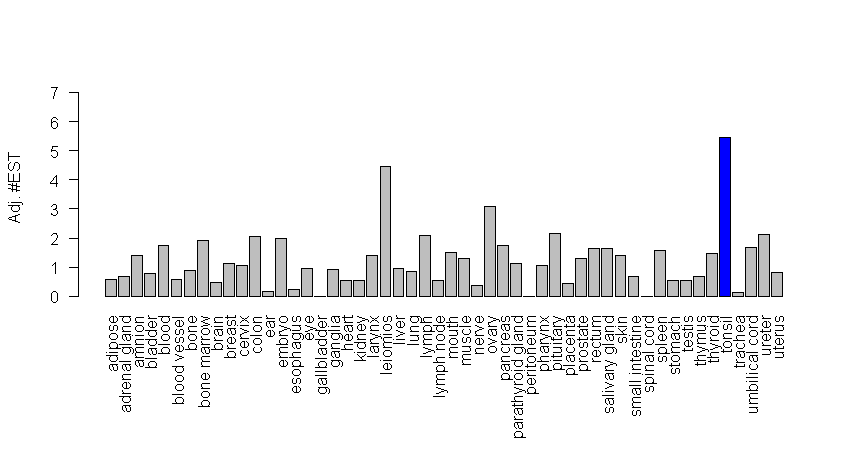 Adj. #EST
7
6
5
4
3
2
1
0
adipose
adrenal gland
amnion
bladder
blood
blood vessel
bone
bone marrow
brain
breast
cervix
colon
ear
embryo
esophagus
eye
gallbladder
ganglia
heart
kidney
larynx
leiomios
liver
lung
lymph
lymph node
mouth
muscle
nerve
ovary
pancreas
parathyroid gland
peritoneum
pharynx
pituitary
placenta
prostate
rectum
salivary gland
skin
small intestine
spinal cord
spleen
stomach
testis
thymus
thyroid
tonsil
trachea
umbilical cord
ureter
uterus